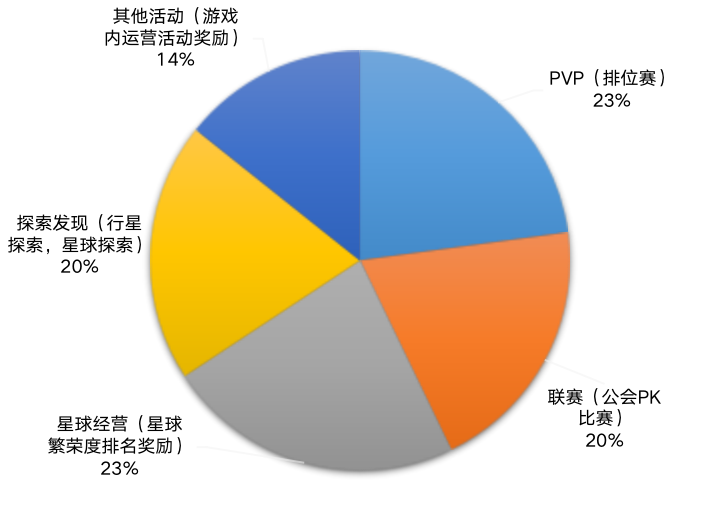 其他活动（游戏
内运营活动奖励）
14%
PVP（排位赛）
23%
探索发现（行星
探索，星球探索）
20%
联赛（公会PK
比赛）
20%
星球经营（星球
繁荣度排名奖励）
23%